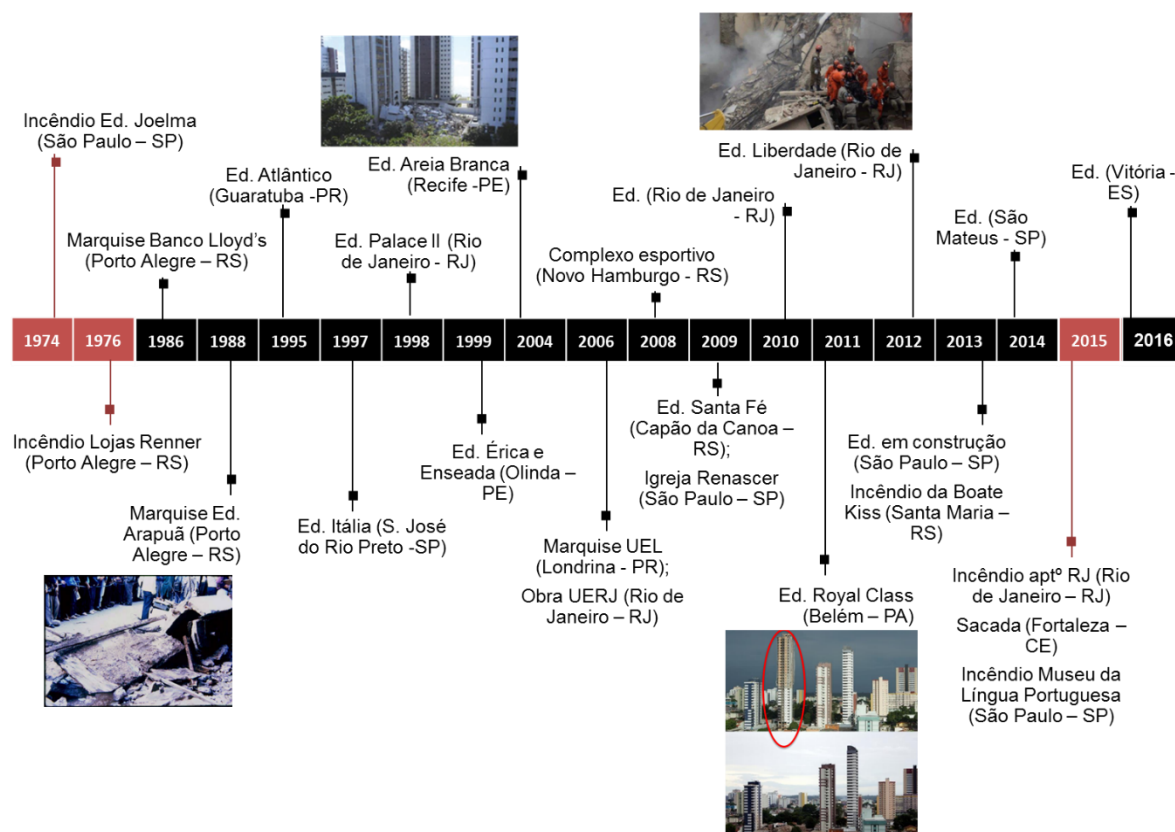 Incêndio Ed. Joelma
(São Paulo – SP)
Marquise Banco Lloyd's
(Porto Alegre – RS)
Ed. Atlântico
(Guaratuba -PR)
Ed. Palace II (Rio
de Janeiro - RJ)
Ed. Areia Branca
(Recife -PE)
Complexo esportivo
(Novo Hamburgo - RS)
Ed. (Rio de Janeiro
- RJ)
Ed. Liberdade (Rio
de Janeiro - RJ)
Ed. (São
Mateus - SP)
Ed. (Vitória -
ES)
1974 1976 1986 1988 1995 1997 1998 1999 2004 2006 2008 2009 2010 2011 2012 2013 2014 2015 2016
Incêndio Lojas Renner
(Porto Alegre – RS)
Marquise Ed.
Arapuã (Porto
Alegre – RS)
Ed. Itália (S. José
do Rio Preto -SP)
Ed. Érica e
Enseada (Olinda –
PE)
Marquise UEL
(Londrina - PR);
Obra UERJ (Rio de
Janeiro – RJ)
Ed. Santa Fé
(Capão da Canoa –
RS);
Igreja Renascer
(São Paulo – SP)
Ed. Royal Class
(Belém – PA)
Ed. em construção
(São Paulo – SP)
Incêndio da Boate
Kiss (Santa Maria –
RS)
Incêndio aptº RJ (Rio
de Janeiro – RJ)
Sacada (Fortaleza –
CE)
Incêndio Museu da
Língua Portuguesa
(São Paulo – SP)